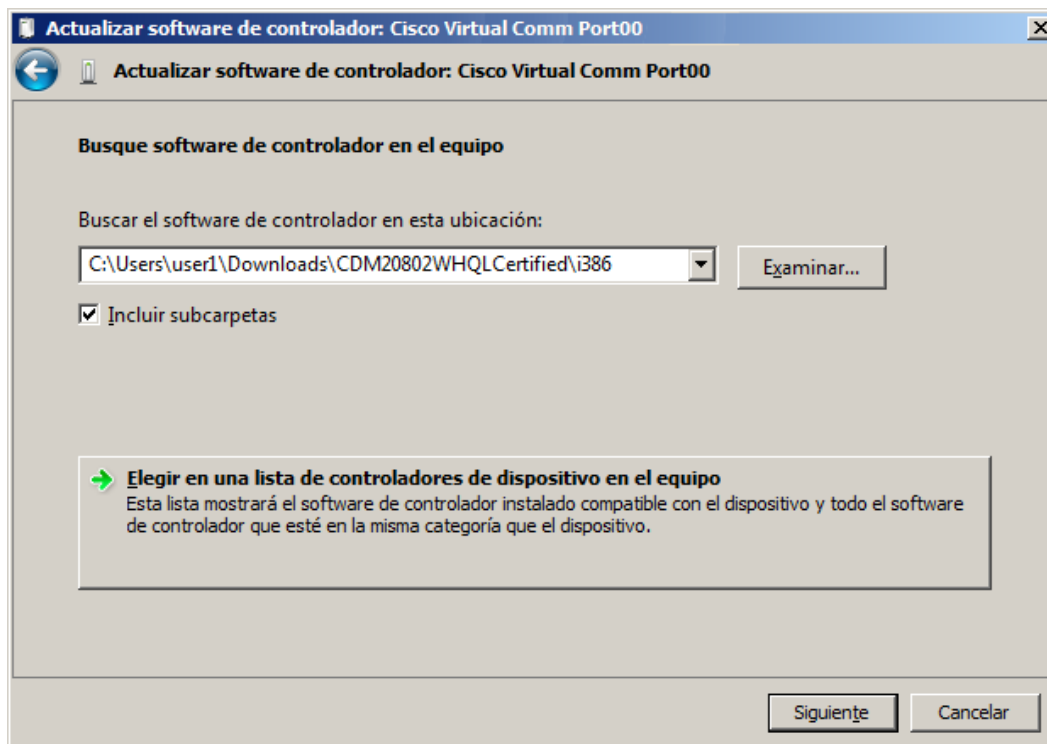 Actualizar software de controlador: Cisco Virtual Comm Port00
Actualizar software de controlador: Cisco Virtual Comm Port00
Busque software de controlador en el equipo
Buscar el software de controlador en esta ubicación:
C:\Users\user1\Downloads\CDM20802WHQLCertified\i386
Examinar...
Incluir subcarpetas
Elegir en una lista de controladores de dispositivo en el equipo
Esta lista mostrará el software de controlador instalado compatible con el dispositivo y todo el software
de controlador que esté en la misma categoría que el dispositivo.
Siguiente
Cancelar